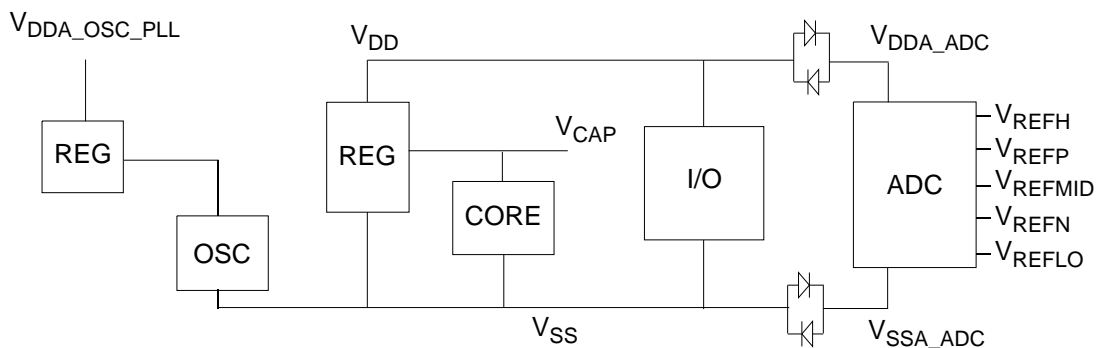 VDDA_OSC_PLL
VDD
VDDA_ADC
REG
REG
VCAP
CORE
I/O
ADC
VREFH
VREFP
VREFMID
VREFN
VREFLO
OSC
VSS
VSSA_ADC